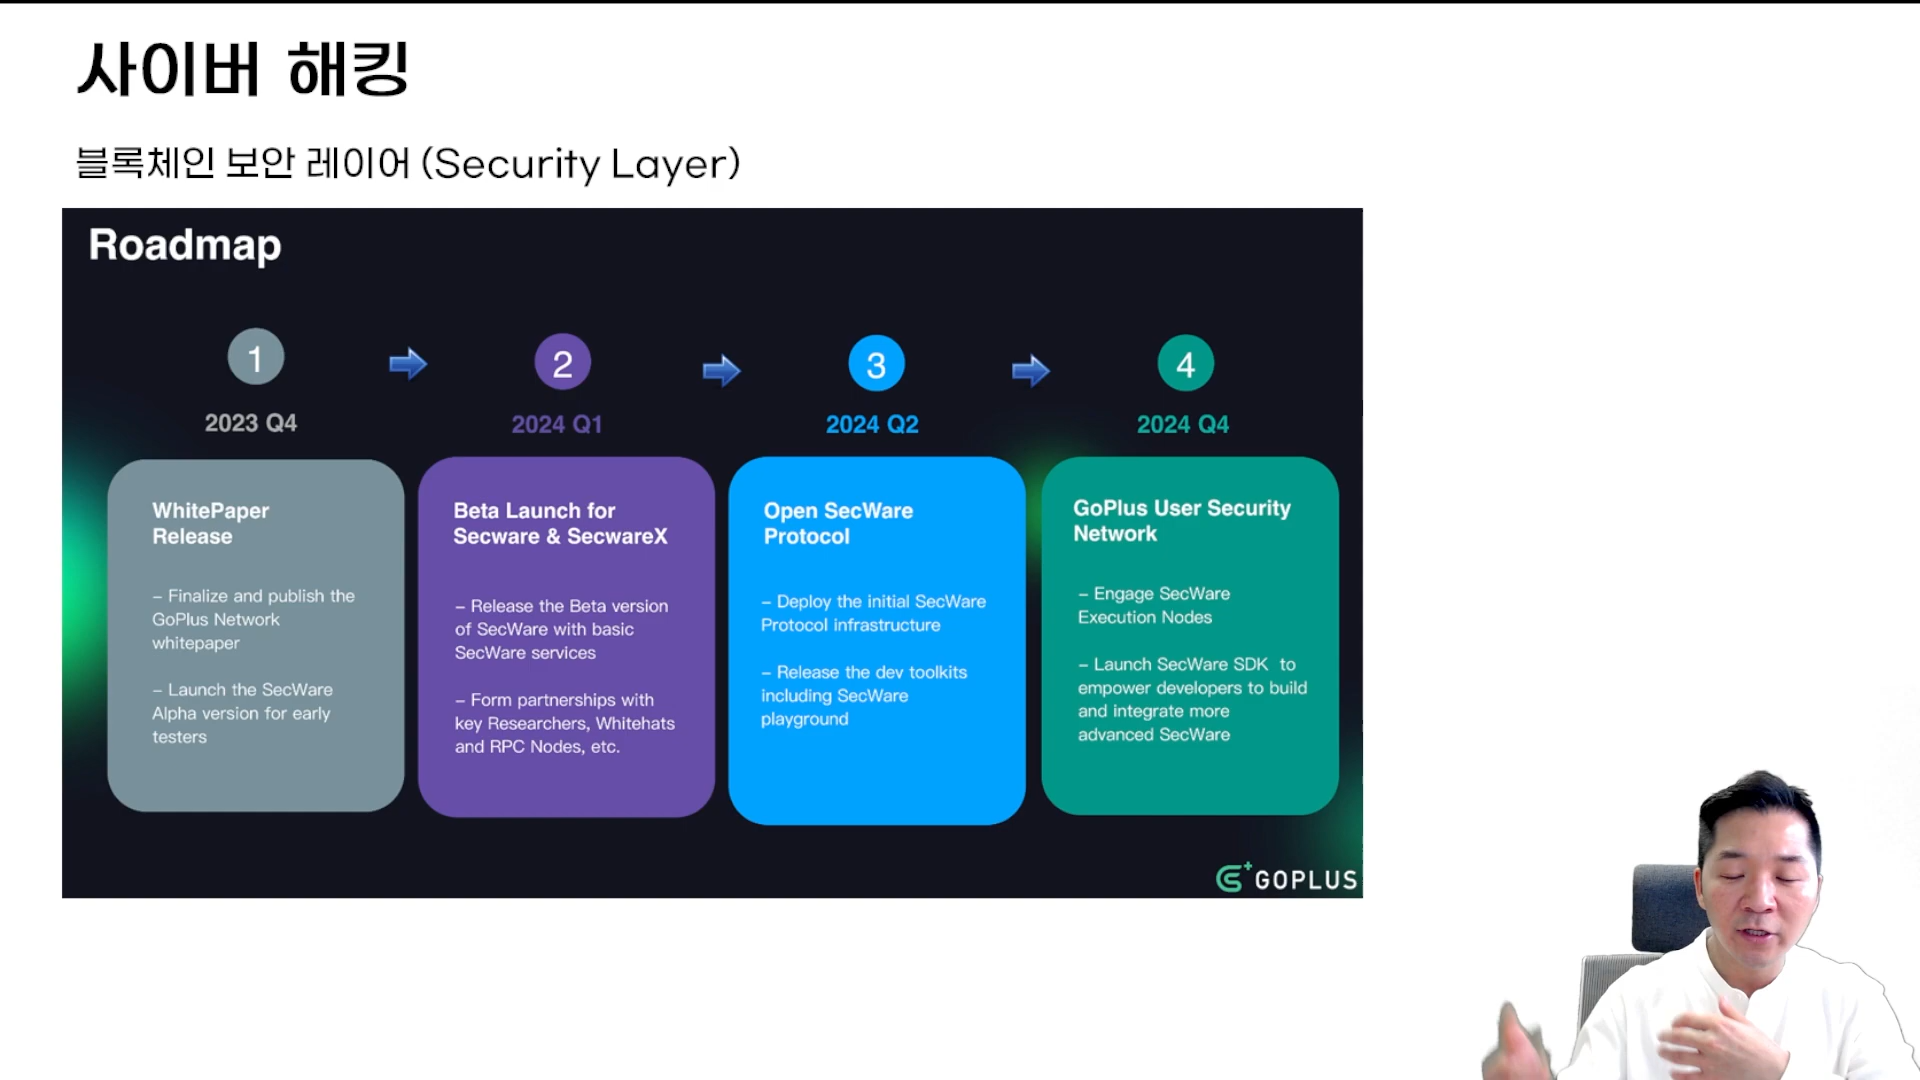 사이버 해킹
블록체인 보안 레이어 (Security Layer)
Roadmap
1
2023 Q4
WhitePaper
Release
– Finalize and publish the
GoPlus Network
whitepaper
– Launch the SecWare
Alpha version for early
testers
2
2024 Q1
Beta Launch for
Secware & SecwareX
– Release the Beta version
of SecWare with basic
SecWare services
– Form partnerships with
key Researchers, Whitehats
and RPC Nodes, etc.
3
2024 Q2
Open SecWare
Protocol
– Deploy the initial SecWare
Protocol infrastructure
– Release the dev toolkits
including SecWare
playground
4
2024 Q4
GoPlus User Security
Network
– Engage SecWare
Execution Nodes
– Launch SecWare SDK to
empower developers to build
and integrate more
advanced SecWare
GOPLUS